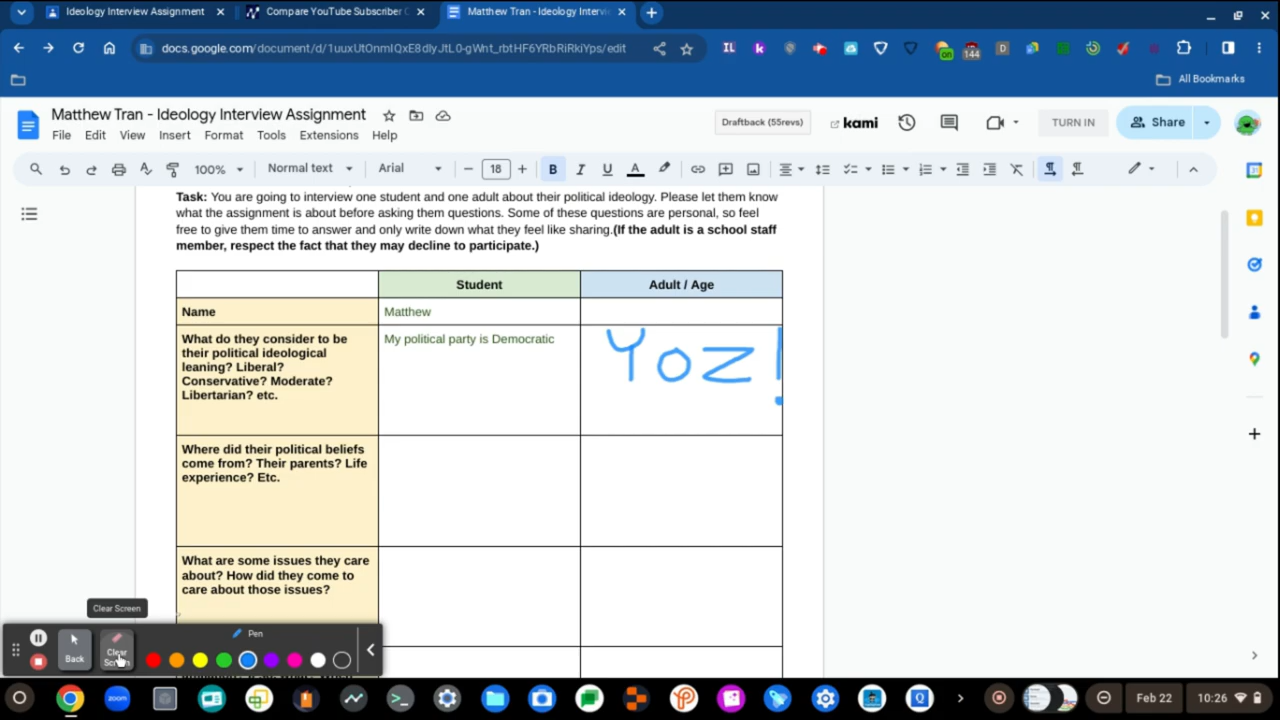 Ideology Interview Assignment
Compare YouTube Subscriber C
Matthew Tran - Ideology Intervie
docs.google.com/document/d/1uuxUtOnmIQxE8dIyJtL0-gWnt_rbtHF6YRbRiRkiYps/edit
IL
k
on
144
D
All Bookmarks
Matthew Tran - Ideology Interview Assignment
File Edit View Insert Format Tools Extensions Help
Draftback (55revs)
kami
TURN IN
Share
100%
Normal text
Arial
18
B I U A
Task: You are going to interview one student and one adult about their political ideology. Please let them know
what the assignment is about before asking them questions. Some of these questions are personal, so feel
free to give them time to answer and only write down what they feel like sharing.(If the adult is a school staff
member, respect the fact that they may decline to participate.)
Student
Adult / Age
Name
Matthew
What do they consider to be
their political ideological
leaning? Liberal?
Conservative? Moderate?
Libertarian? etc.
My political party is Democratic
Yoz!
Where did their political beliefs
come from? Their parents? Life
experience? Etc.
What are some issues they care
about? How did they come to
care about those issues?
Clear Screen
Back
Clear
Screen
Pen
zoom
Feb 22
10:26